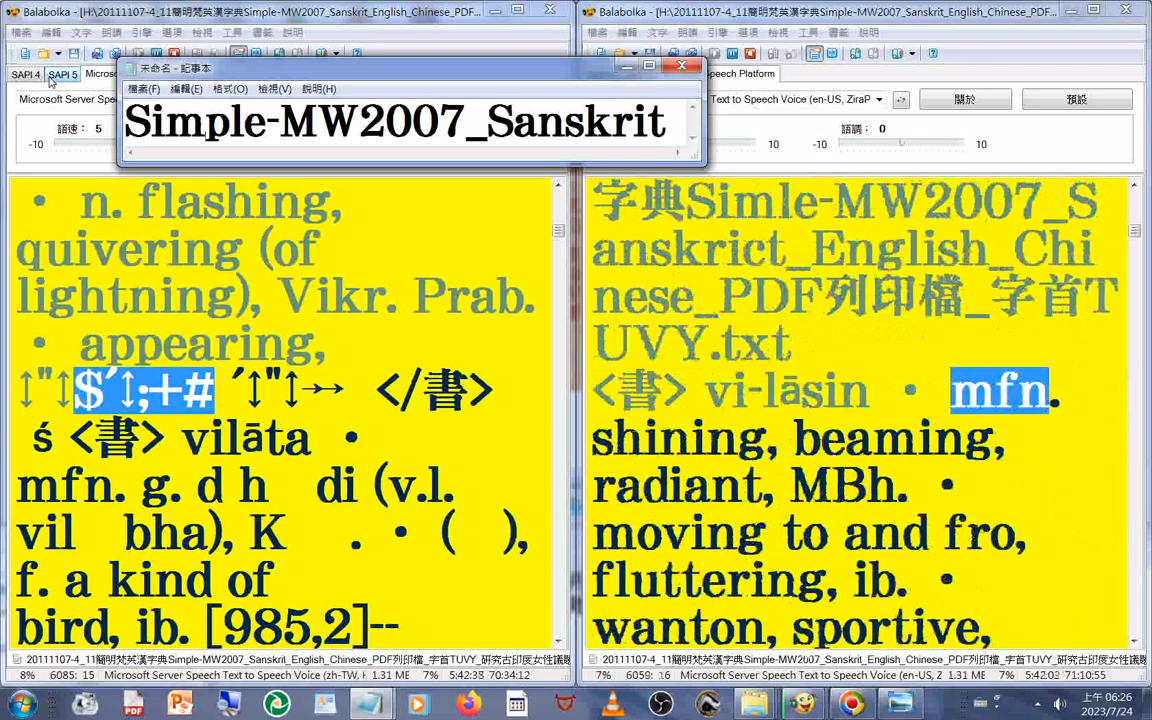 Balabolka - [H:\20111107-4_11簡明梵英漢字典Simple-MW2007_Sanskrit_English_Chinese_PDF...
Balabolka - [H:\20111107-4_11簡明梵英漢字典Simple-MW2007_Sanskrit_English_Chinese_PDF...
檔案 編輯 文字 朗讀 引擎 選項 檢視 工具 書籤 說明
檔案 編輯 文字 朗讀 引擎 選項 檢視 工具 書籤 說明
SAPI 4 SAPI 5 Micros
peech Platform
未命名 - 記事本
檔案(F) 編輯(E) 格式(O) 檢視(V) 說明(H)
Simple-MW2007_Sanskrit
Microsoft Server Spe
Text to Speech Voice (en-US, ZiraP
關於
預設
語速： 5
-10
10
語調： 0
-10
10
• n. flashing,
quivering (of
lightning), Vikr. Prab.
• appearing,
↕"↕$´↕;+# ´↕"↕➳ </書>
ś <書> vilāta •
mfn. g. d h di (v.l.
vil bha), K . • ( ),
f. a kind of
bird, ib. [985,2]--
字典Simle-MW2007_S
anskrict_English_Chi
nese_PDF列印檔_字首T
UVY.txt
<書> vi-lāsin • mfn.
shining, beaming,
radiant, MBh. •
moving to and fro,
fluttering, ib. •
wanton, sportive,
20111107-4_11簡明梵英漢字典Simple-MW2007_Sanskrit_English_Chinese_PDF列印檔_字首TUVY_研究古印度女性議題
20111107-4_11簡明梵英漢字典Simple-MW2007_Sanskrit_English_Chinese_PDF列印檔_字首TUVY_研究古印度女性議題
8% 6085: 15 Microsoft Server Speech Text to Speech Voice (zh-TW, H 1.31 ME 7% 5:42:38 70:34:12
7% 6059: 16 Microsoft Server Speech Text to Speech Voice (en-US, Z 1.31 ME 7% 5:42:03 71:10:55
上午 06:26
2023/7/24